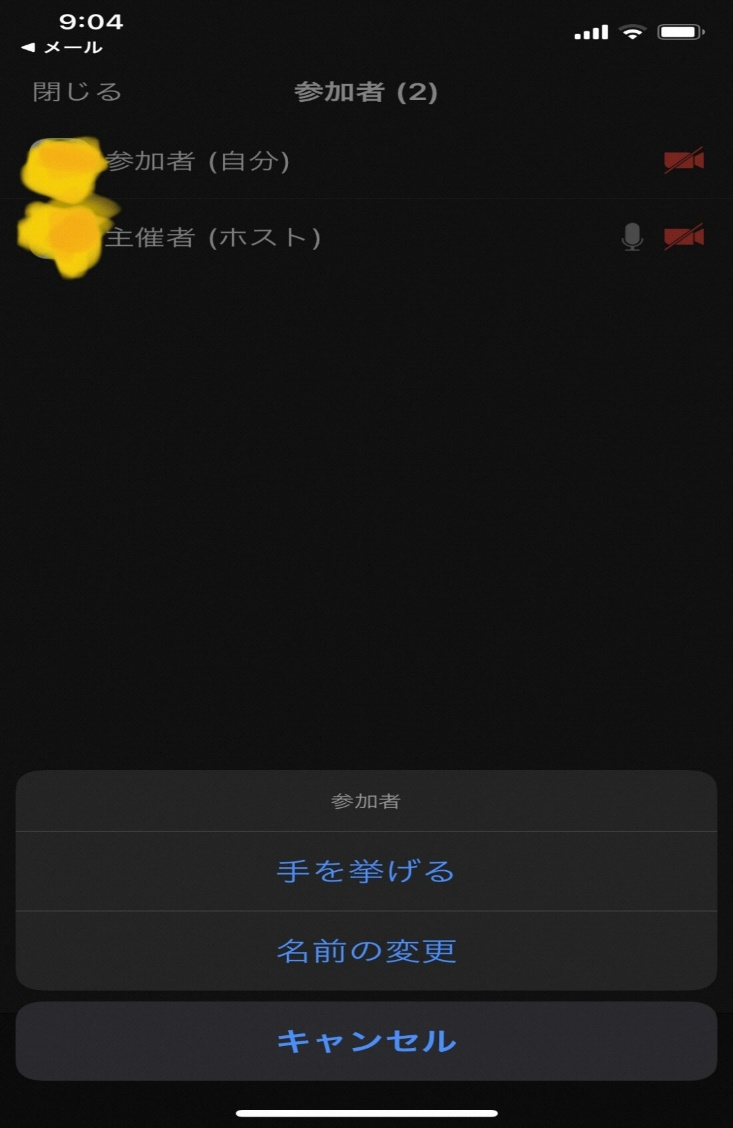 9:04
◀ メール
閉じる 参加者 (2)
参加者 (自分)
主催者 (ホスト)
参加者
手を挙げる
名前の変更
キャンセル